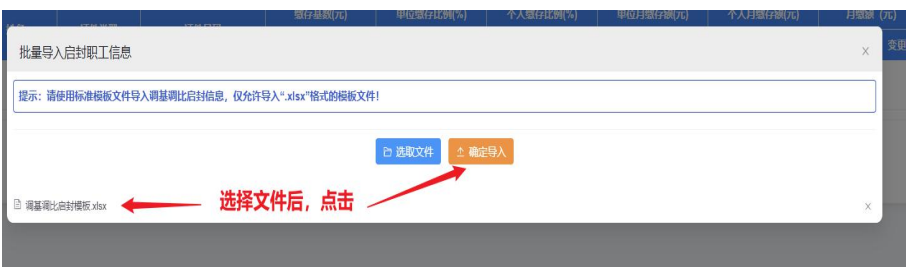 缴存基数(元) 单位缴存比例(%) 个人缴存比例(%) 单位月缴存额(元) 个人月缴存额(元) 月缴额（元）
批量导入启封职工信息 x
变更
提示：请使用标准模板文件导入调基调比启封信息，仅允许导入“.xlsx”格式的模板文件！
选取文件 确定导入
选择文件后，点击
调基调比启封模板.xlsx x